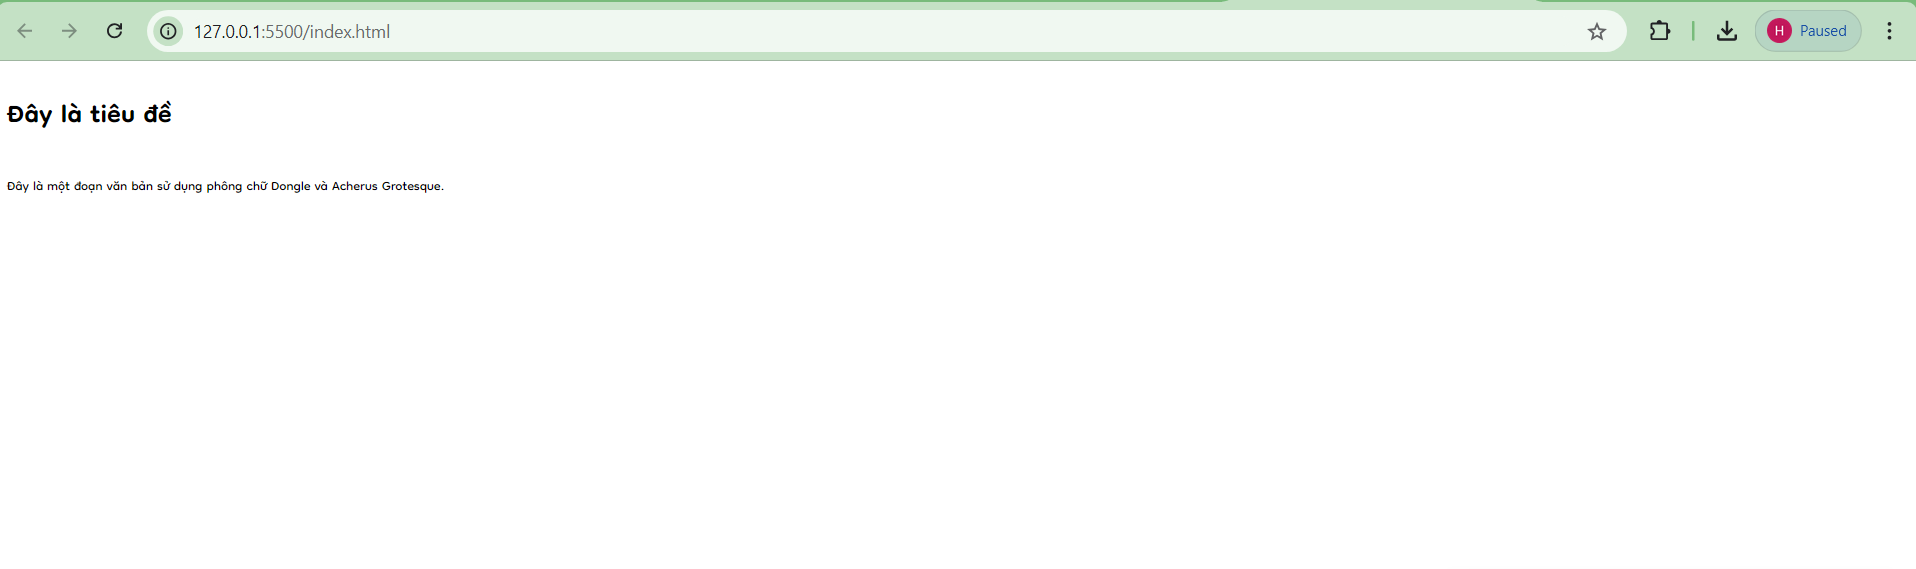 127.0.0.1:5500/index.html
H Paused
Đây là tiêu đề
Đây là một đoạn văn bản sử dụng phông chữ Dongle và Acherus Grotesque.